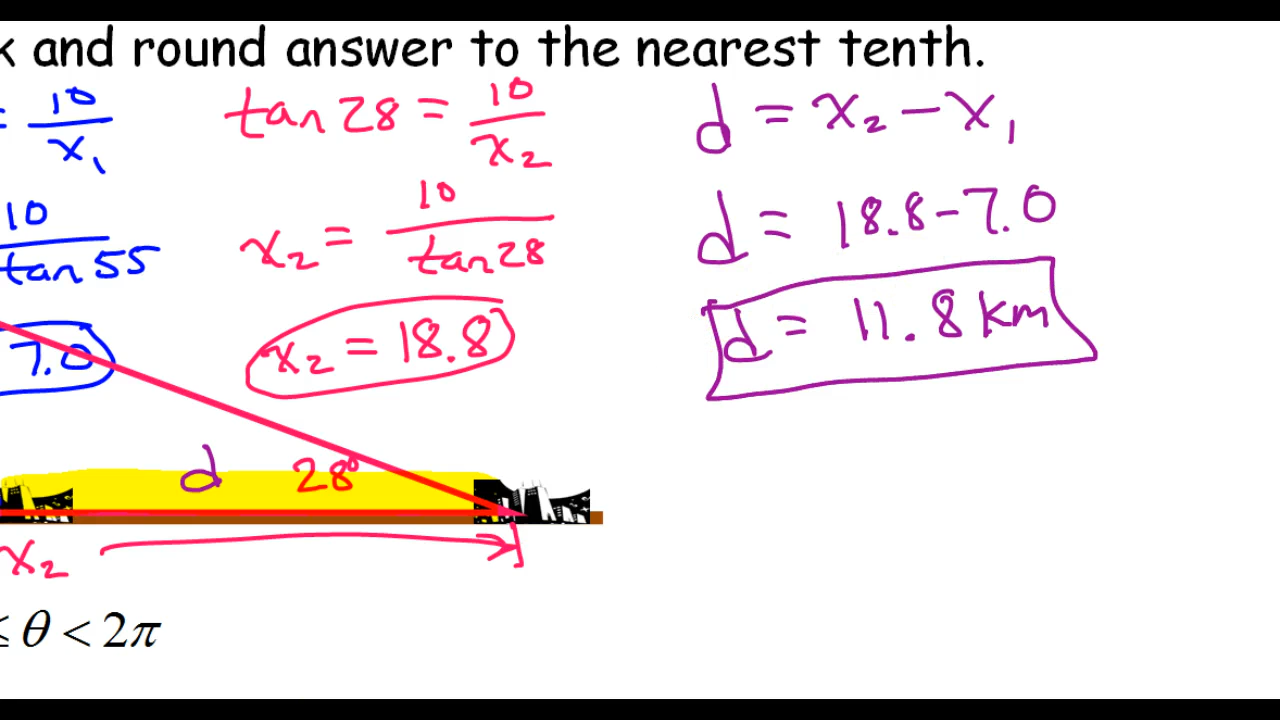 k and round answer to the nearest tenth.
= 10/x₁
10/tan 55
7.0
tan 28 = 10/x₂
x₂ = 10/tan 28
x₂ = 18.8
d = x₂ - x₁
d = 18.8 - 7.0
d = 11.8 km
d 28°
x₂
≤ θ < 2π